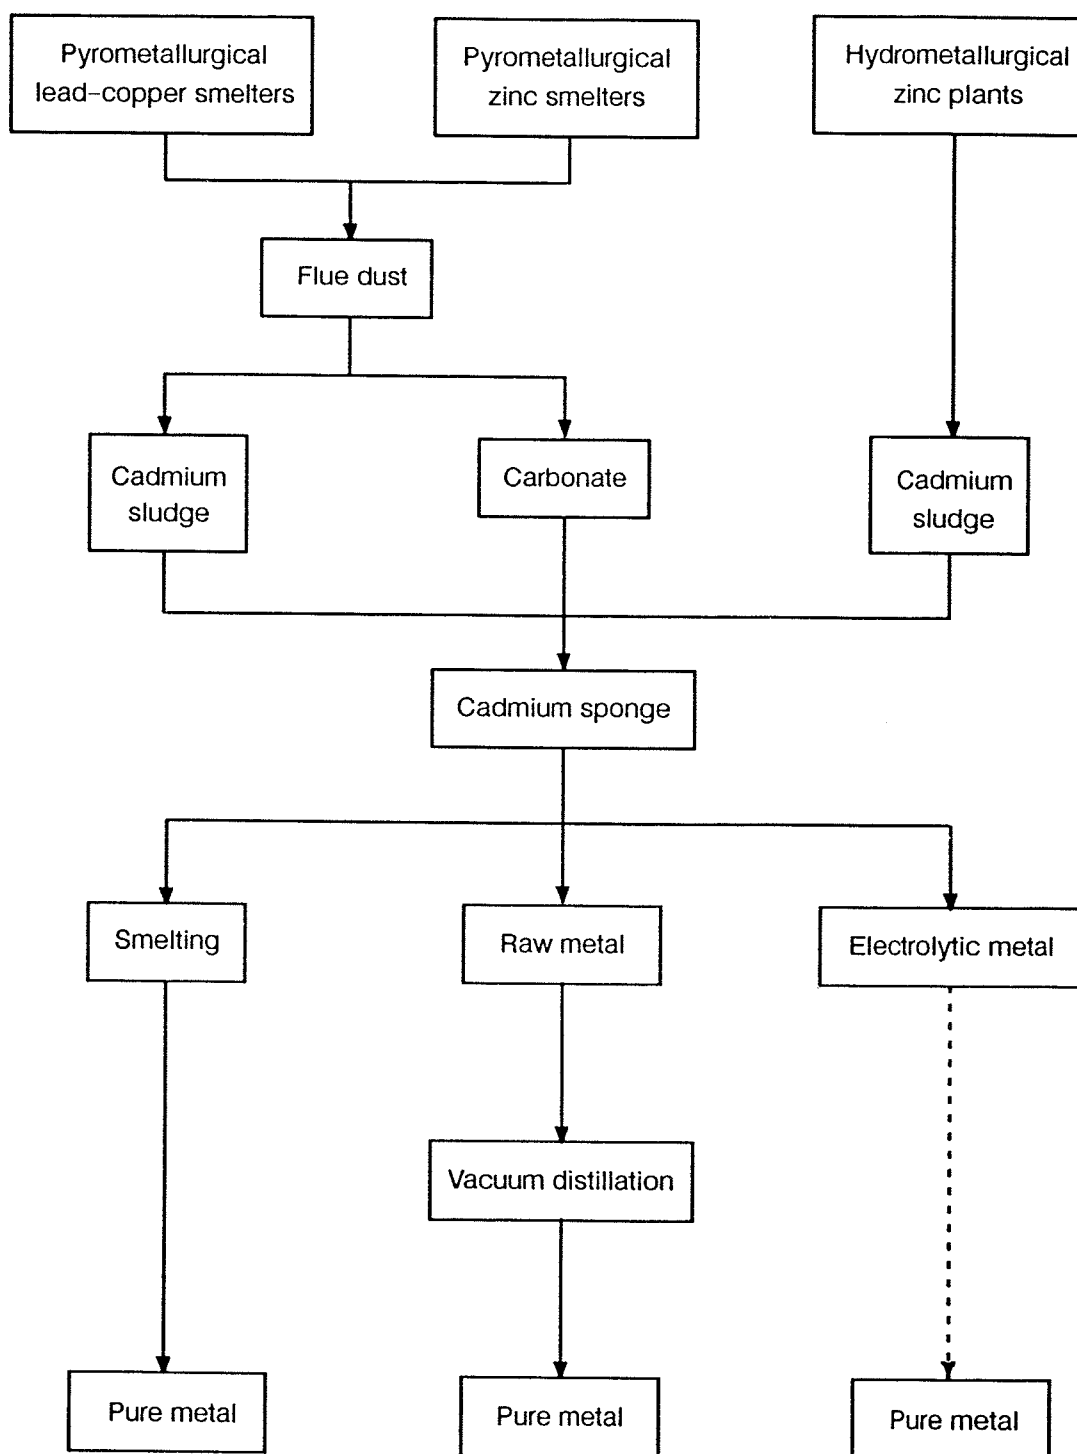 Pyrometallurgical
lead-copper smelters
Pyrometallurgical
zinc smelters
Hydrometallurgical
zinc plants
Flue dust
Cadmium
sludge
Carbonate
Cadmium
sludge
Cadmium sponge
Smelting
Raw metal
Electrolytic metal
Vacuum distillation
Pure metal
Pure metal
Pure metal